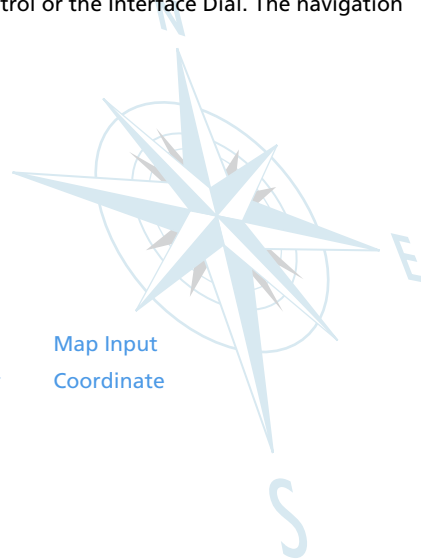 trol or the Interface Dial. The navigation
N
E
Map Input
Coordinate
S